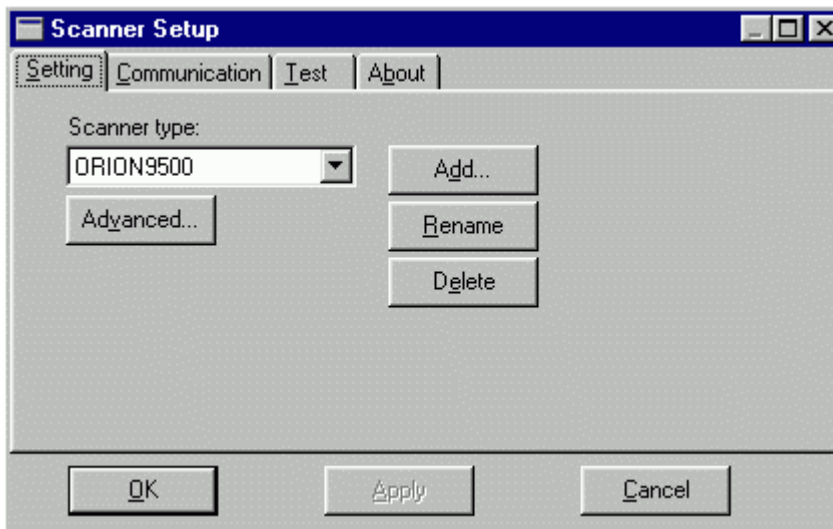 Scanner Setup
Setting Communication Test About
Scanner type:
ORION9500
Add...
Advanced...
Rename
Delete
OK Apply Cancel